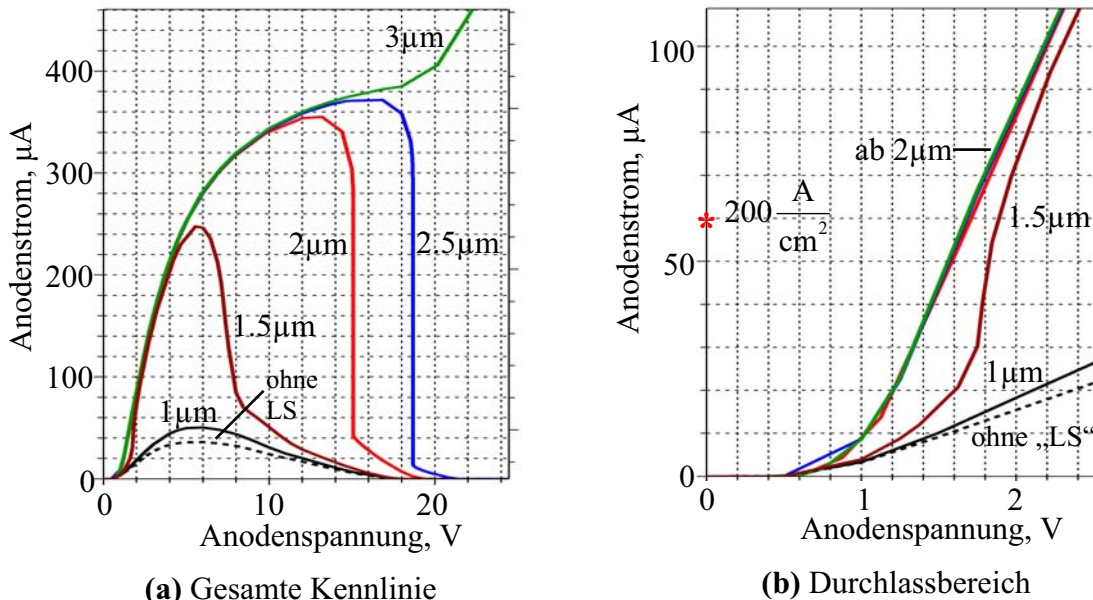 400
300
200
100
0
Anodenstrom, µA
3µm
2µm
2.5µm
1.5µm
1µm
ohne
LS
0
10
20
Anodenspannung, V
(a) Gesamte Kennlinie
100
50
0
Anodenstrom, µA
ab 2µm
* 200 A
cm²
1.5µm
1µm
ohne „LS“
0
1
2
Anodenspannung, V
(b) Durchlassbereich